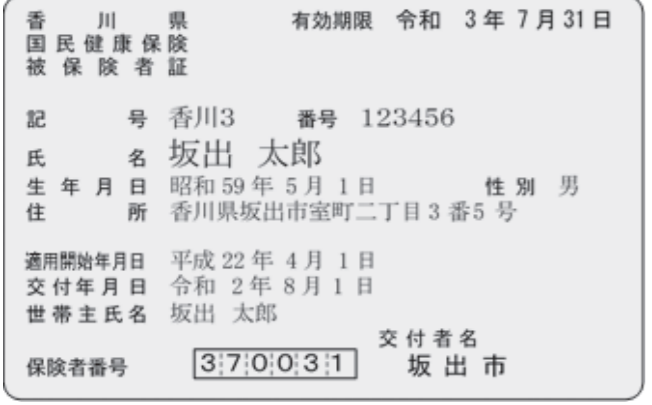 香川県 有効期限 令和 3年 7月31日
国民健康保険
被保険者証
記号 香川3 番号 123456
氏名 坂出 太郎
生年月日 昭和59年 5月 1日 性別 男
住所 香川県坂出市室町二丁目3番5号
適用開始年月日 平成22年 4月 1日
交付年月日 令和 2年 8月 1日
世帯主氏名 坂出 太郎
交付者名
保険者番号 370031 坂出市